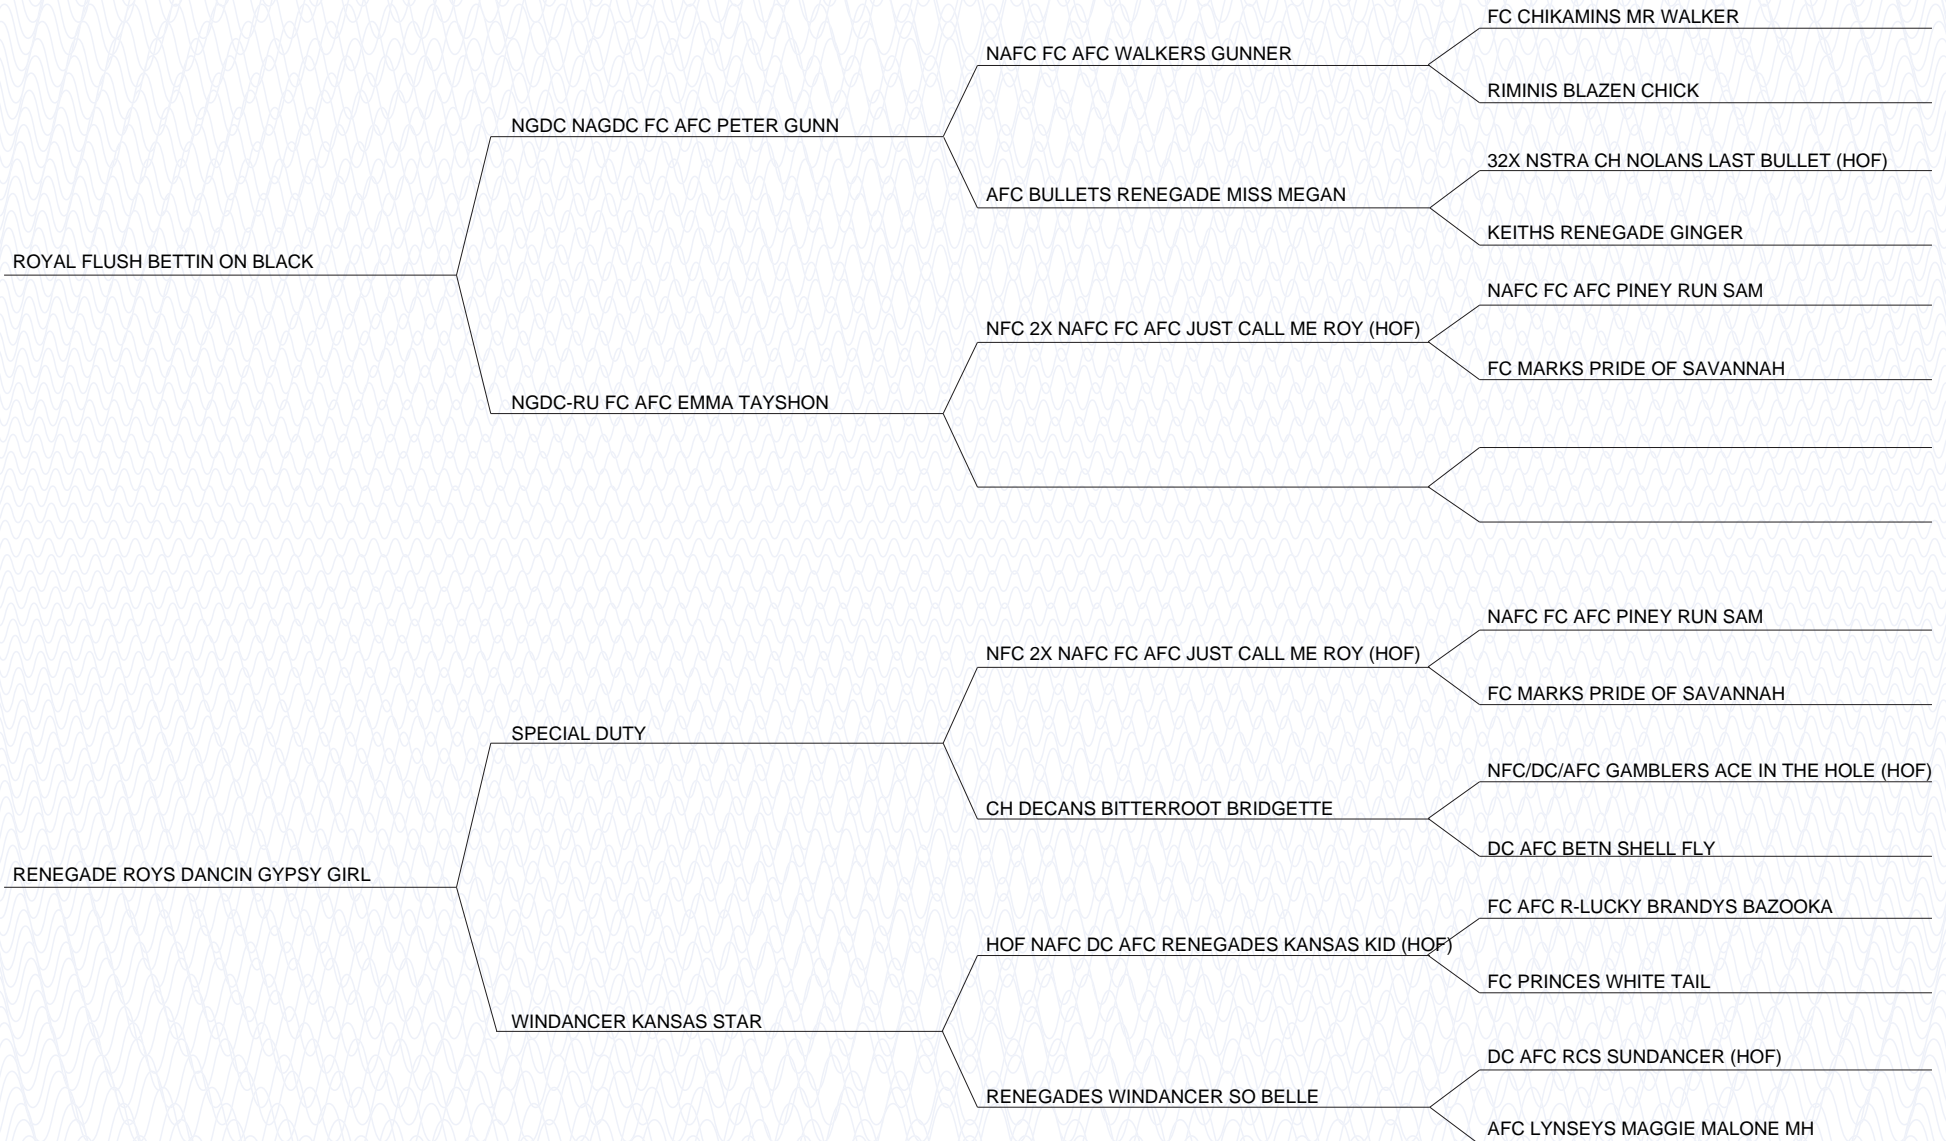 FC CHIKAMINS MR WALKER
NAFC FC AFC WALKERS GUNNER
RIMINIS BLAZEN CHICK
NGDC NAGDC FC AFC PETER GUNN
32X NSTRA CH NOLANS LAST BULLET (HOF)
AFC BULLETS RENEGADE MISS MEGAN
KEITHS RENEGADE GINGER
ROYAL FLUSH BETTIN ON BLACK
NAFC FC AFC PINEY RUN SAM
NFC 2X NAFC FC AFC JUST CALL ME ROY (HOF)
FC MARKS PRIDE OF SAVANNAH
NGDC-RU FC AFC EMMA TAYSHON
NAFC FC AFC PINEY RUN SAM
NFC 2X NAFC FC AFC JUST CALL ME ROY (HOF)
FC MARKS PRIDE OF SAVANNAH
SPECIAL DUTY
NFC/DC/AFC GAMBLERS ACE IN THE HOLE (HOF)
CH DECANS BITTERROOT BRIDGETTE
DC AFC BETN SHELL FLY
RENEGADE ROYS DANCIN GYPSY GIRL
FC AFC R-LUCKY BRANDYS BAZOOKA
HOF NAFC DC AFC RENEGADES KANSAS KID (HOF)
FC PRINCES WHITE TAIL
WINDANCER KANSAS STAR
DC AFC RCS SUNDANCER (HOF)
RENEGADES WINDANCER SO BELLE
AFC LYNSEYS MAGGIE MALONE MH